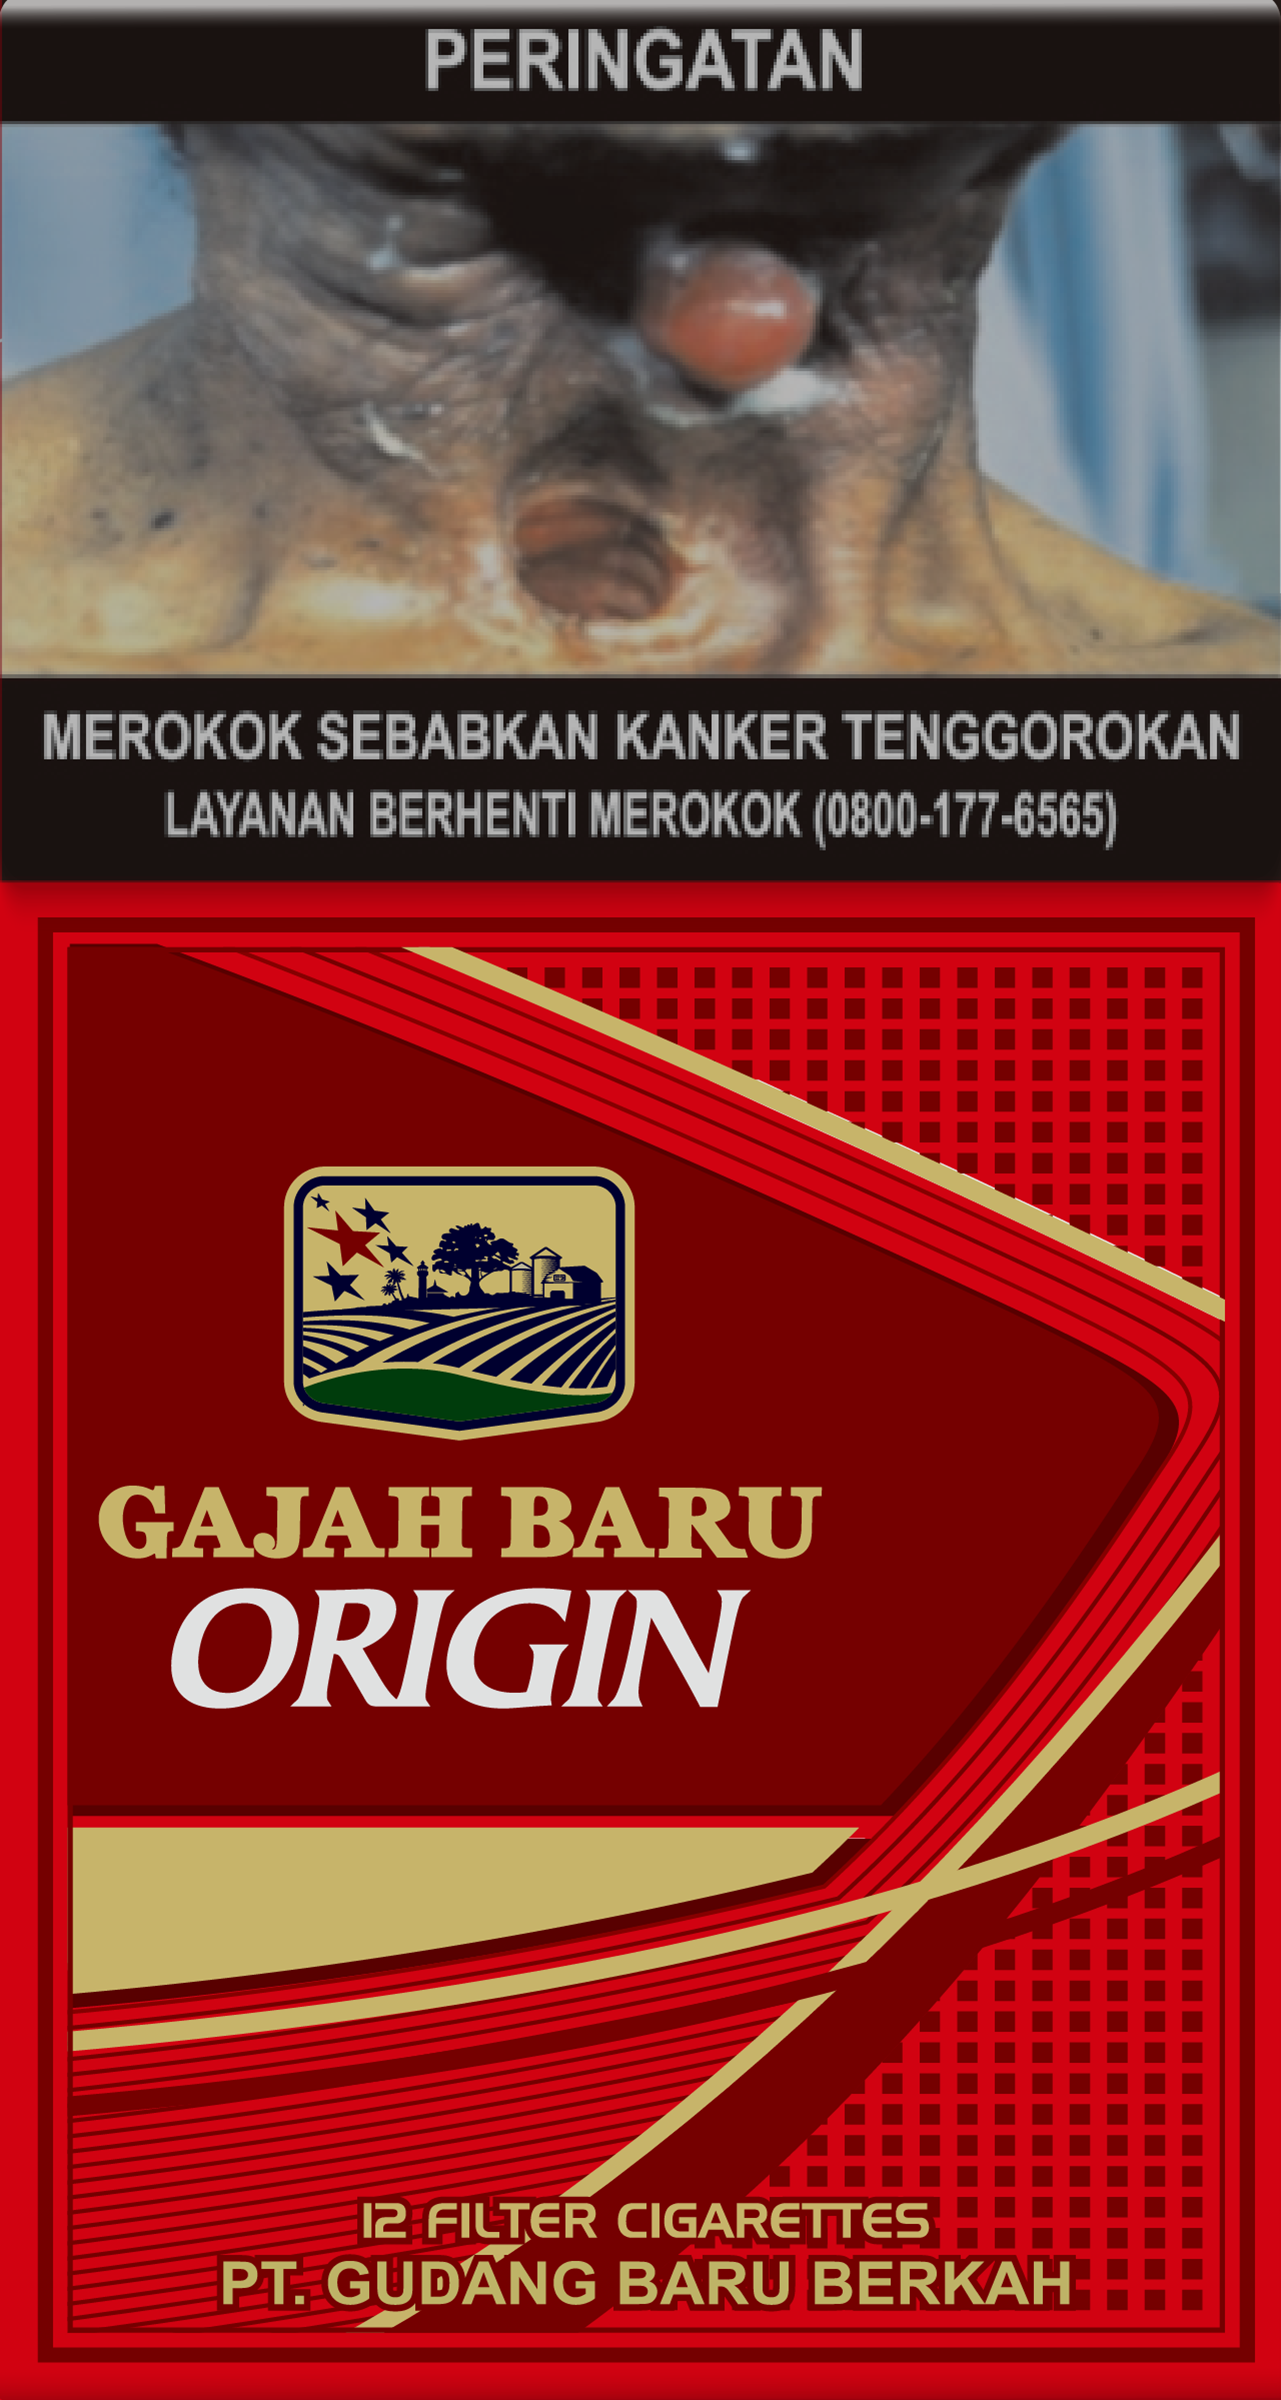 PERINGATAN
MEROKOK SEBABKAN KANKER TENGGOROKAN
LAYANAN BERHENTI MEROKOK (0800-177-6565)
GAJAH BARU
ORIGIN
12 FILTER CIGARETTES
PT. GUDANG BARU BERKAH